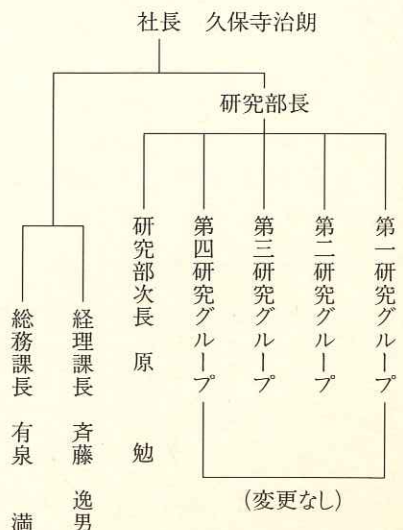 社長 久保寺治朗
研究部長
第一研究グループ
第二研究グループ
第三研究グループ
第四研究グループ
研究部次長 原 勉
経理課長 斉藤 逸男
総務課長 有泉 満
(変更なし)